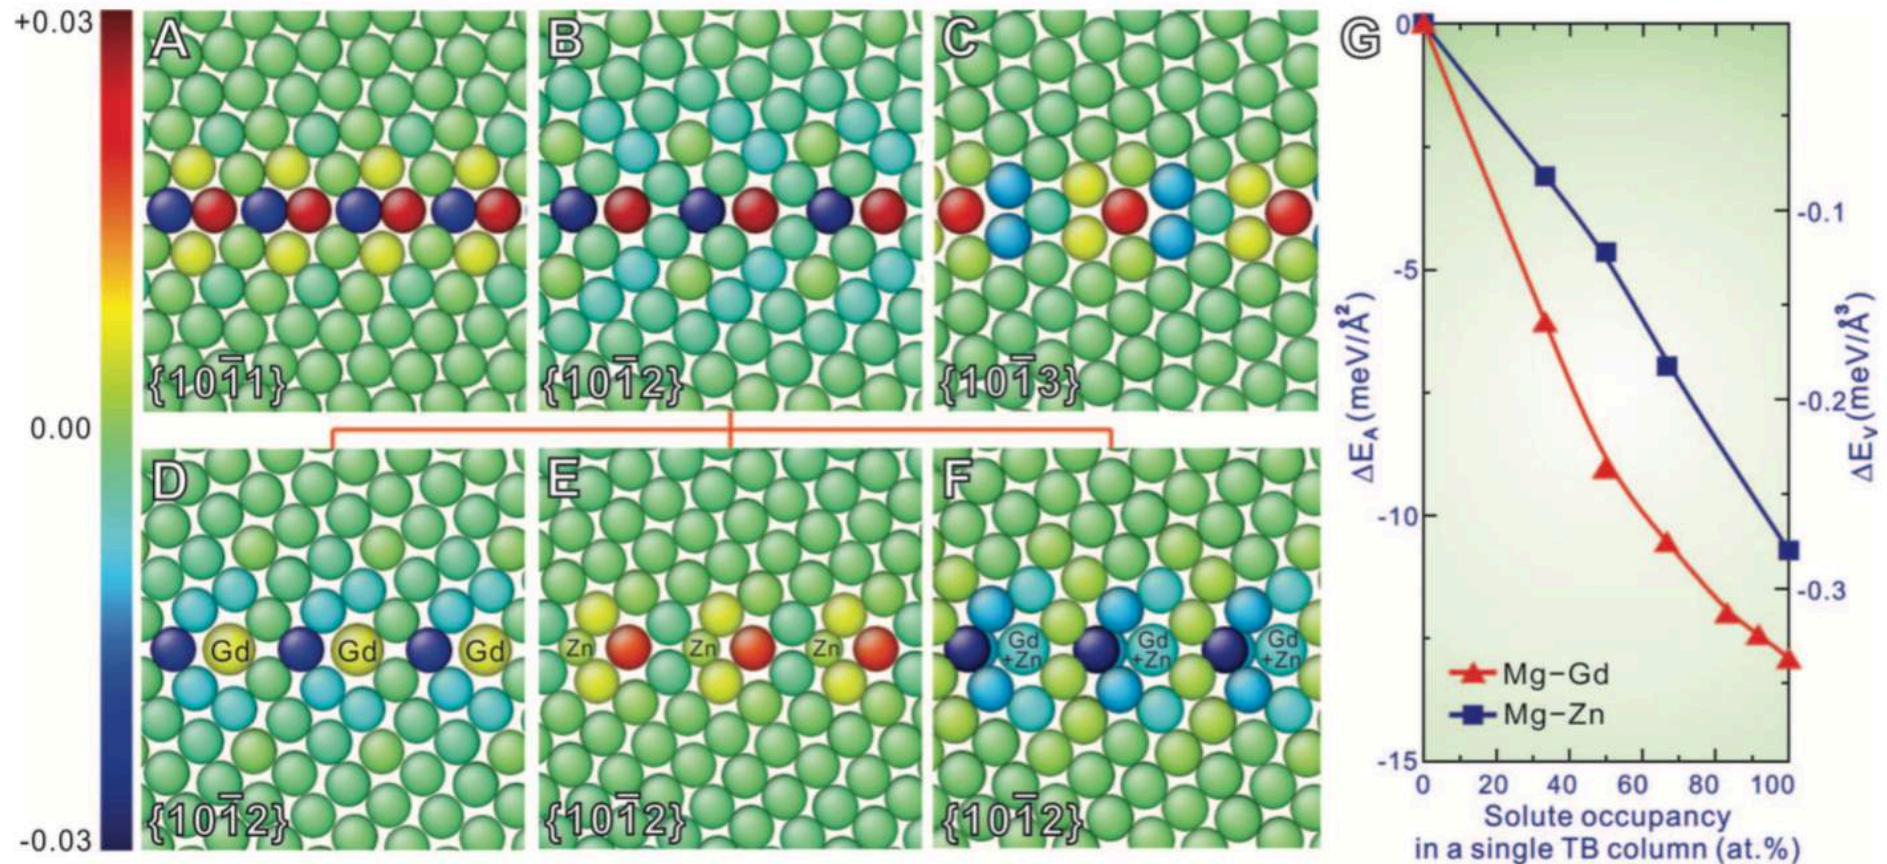 +0.03
0.00
-0.03
A
{101̅1}
B
{101̅2}
C
{101̅3}
D
Gd Gd Gd
{101̅2}
E
Zn Zn Zn
{101̅2}
F
Gd Gd Gd
+Zn +Zn +Zn
{101̅2}
G
0
-5
-10
-15
ΔE_A (meV/Å²)
-0.1
-0.2
-0.3
ΔE_V (meV/Å³)
Mg–Gd
Mg–Zn
0 20 40 60 80 100
Solute occupancy
in a single TB column (at.%)